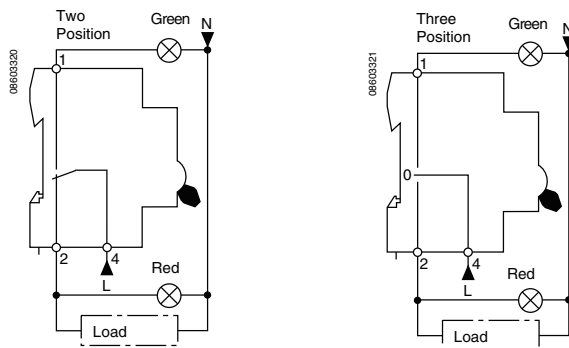 Two
Position
Green
N
08603320
1
2
4
L
Red
Load
Three
Position
Green
N
08603321
1
0
2
4
L
Red
Load